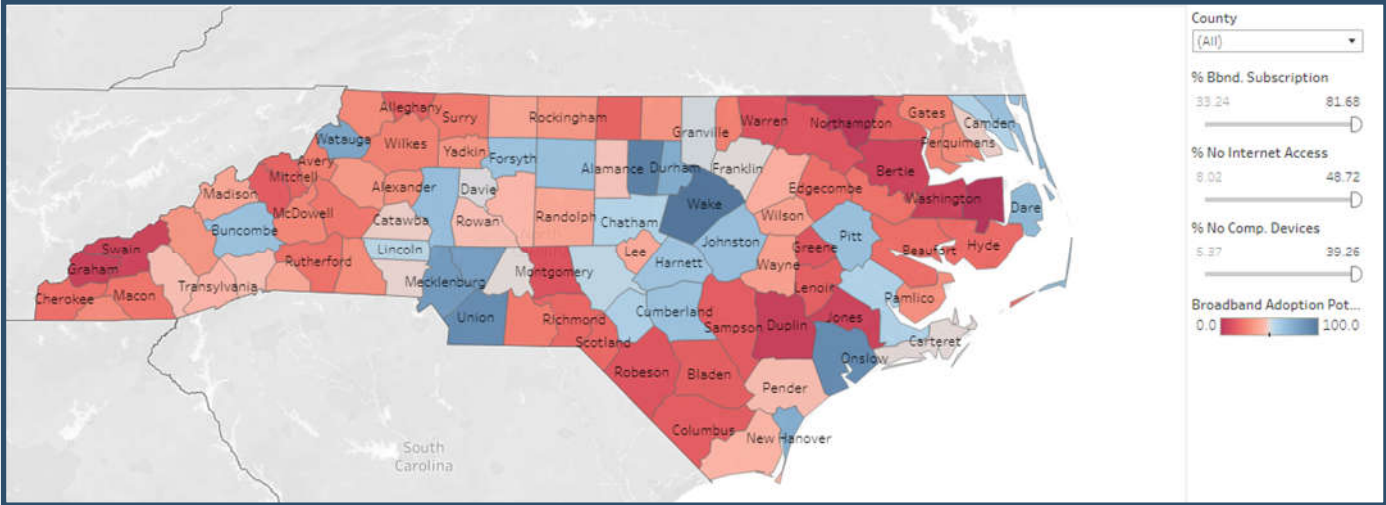 Alleghany
Surry
Rockingham
Warren
Northampton
Gates
Camden
Granville
Watauga
Wilkes
Yadkin
Forsyth
Alamance
Durham
Franklin
Perquimans
Avery
Mitchell
Alexander
Davie
Bertie
Madison
Edgecombe
Washington
McDowell
Catawba
Rowan
Randolph
Chatham
Wake
Wilson
Dare
Buncombe
Swain
Lincoln
Lee
Johnston
Greene
Pitt
Beaufort
Hyde
Graham
Rutherford
Harnett
Wayne
Montgomery
Mecklenburg
Transylvania
Lenoir
Cherokee
Macon
Pamlico
Union
Richmond
Cumberland
Sampson
Duplin
Jones
Scotland
Carteret
Onslow
Robeson
Bladen
Pender
Columbus
New Hanover
South
Carolina
County
(All)
% Bbnd. Subscription
33.24 81.68
% No Internet Access
8.02 48.72
% No Comp. Devices
5.37 39.26
Broadband Adoption Pot...
0.0 100.0